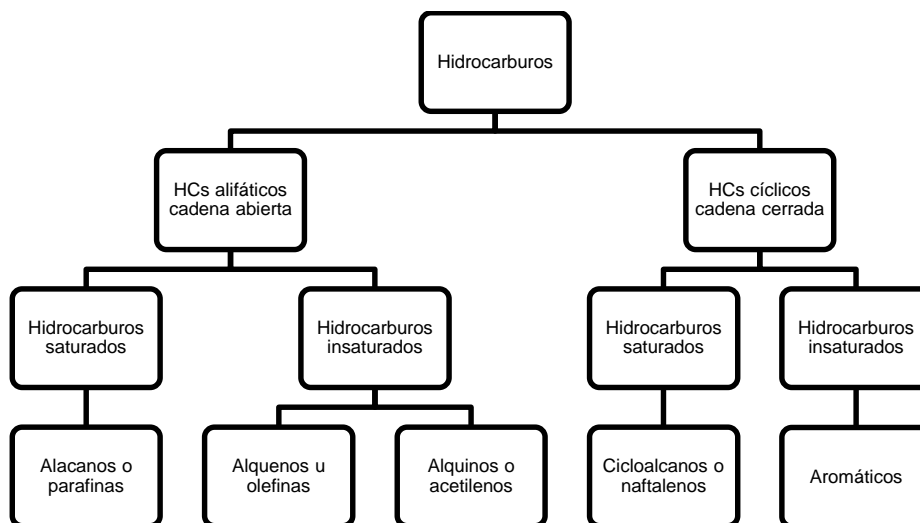 Hidrocarburos
HCs alifáticos
cadena abierta
HCs cíclicos
cadena cerrada
Hidrocarburos
saturados
Hidrocarburos
insaturados
Hidrocarburos
saturados
Hidrocarburos
insaturados
Alacanos o
parafinas
Alquenos u
olefinas
Alquinos o
acetilenos
Cicloalcanos o
naftalenos
Aromáticos